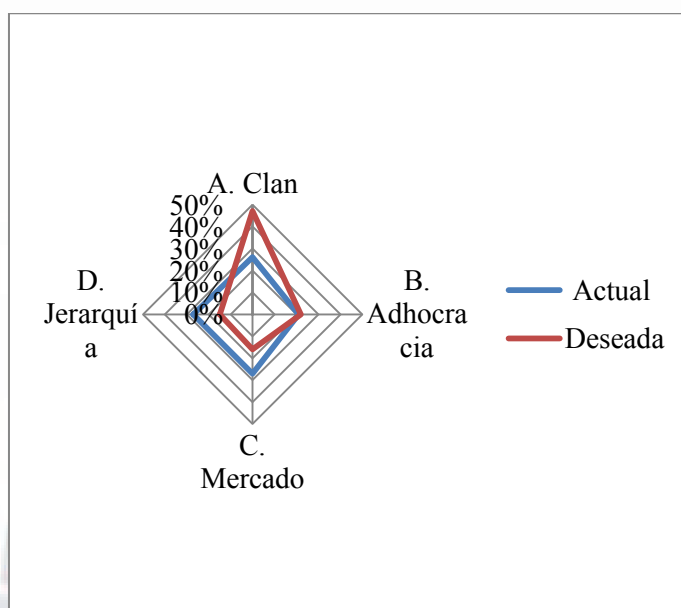 A. Clan
50%
40%
30%
20%
10%
0%
B.
Adhocra
cia
C.
Mercado
D.
Jerarquí
a
Actual
Deseada